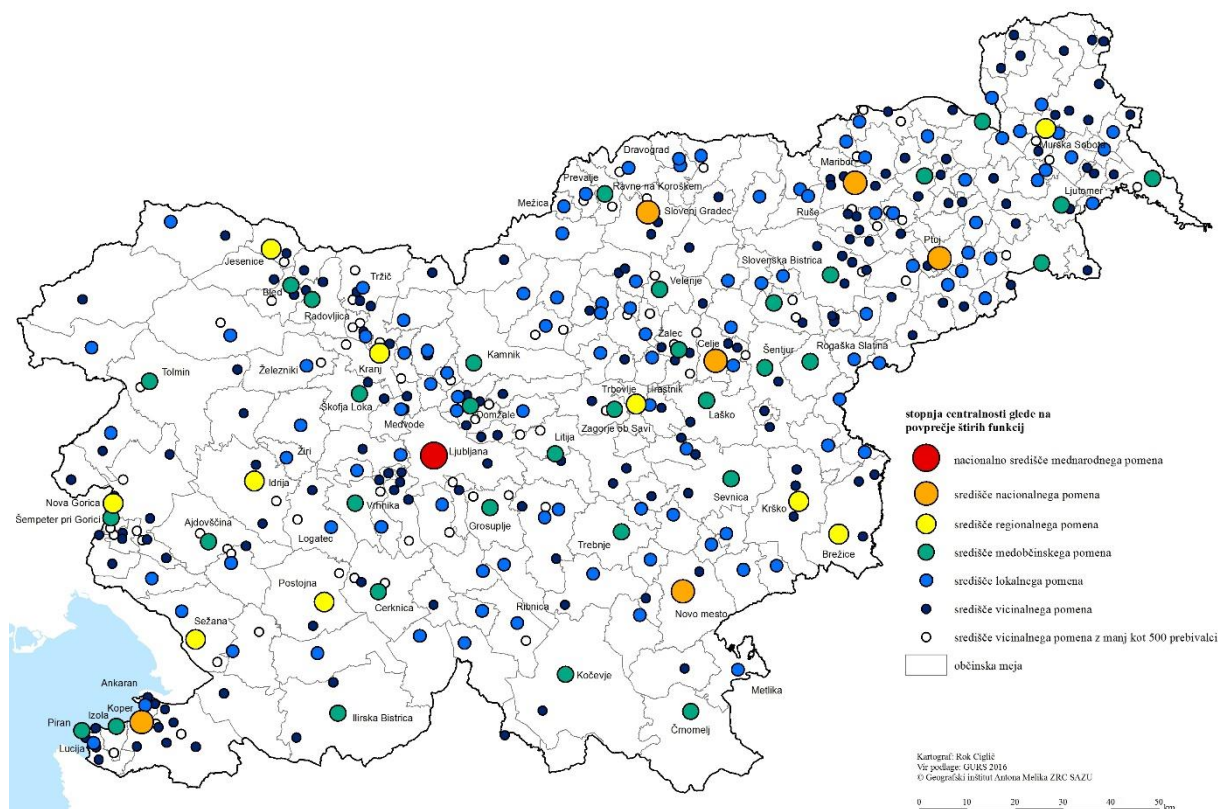 Dravograd
Maribor
Murska Sobota
Prevalje
Ravne na Koroškem
Mežica
Slovenj Gradec
Ruše
Ljutomer
Ptuj
Slovenska Bistrica
Jesenice
Tržič
Bled
Velenje
Radovljica
Žalec
Celje
Rogaška Slatina
Kamnik
Šentjur
Železniki
Kranj
Tolmin
Trbovlje
Hrastnik
Škofja Loka
Laško
Domžale
Medvode
Zagorje ob Savi
Litija
Ljubljana
Žiri
Idrija
Sevnica
Nova Gorica
Vrhnika
Krško
Šempeter pri Gorici
Ajdovščina
Grosuplje
Logatec
Trebnje
Brežice
Postojna
Cerknica
Ribnica
Novo mesto
Sežana
Kočevje
Metlika
Ankaran
Koper
Izola
Piran
Ilirska Bistrica
Črnomelj
Lucija
stopnja centralnosti glede na
povprečje štirih funkcij
nacionalno središče mednarodnega pomena
središče nacionalnega pomena
središče regionalnega pomena
središče medobčinskega pomena
središče lokalnega pomena
središče vicinalnega pomena
središče vicinalnega pomena z manj kot 500 prebivalci
občinska meja
Kartograf: Rok Ciglič
Vir podlage: GURS 2016
© Geografski inštitut Antona Melika ZRC SAZU
0 10 20 30 40 50
km